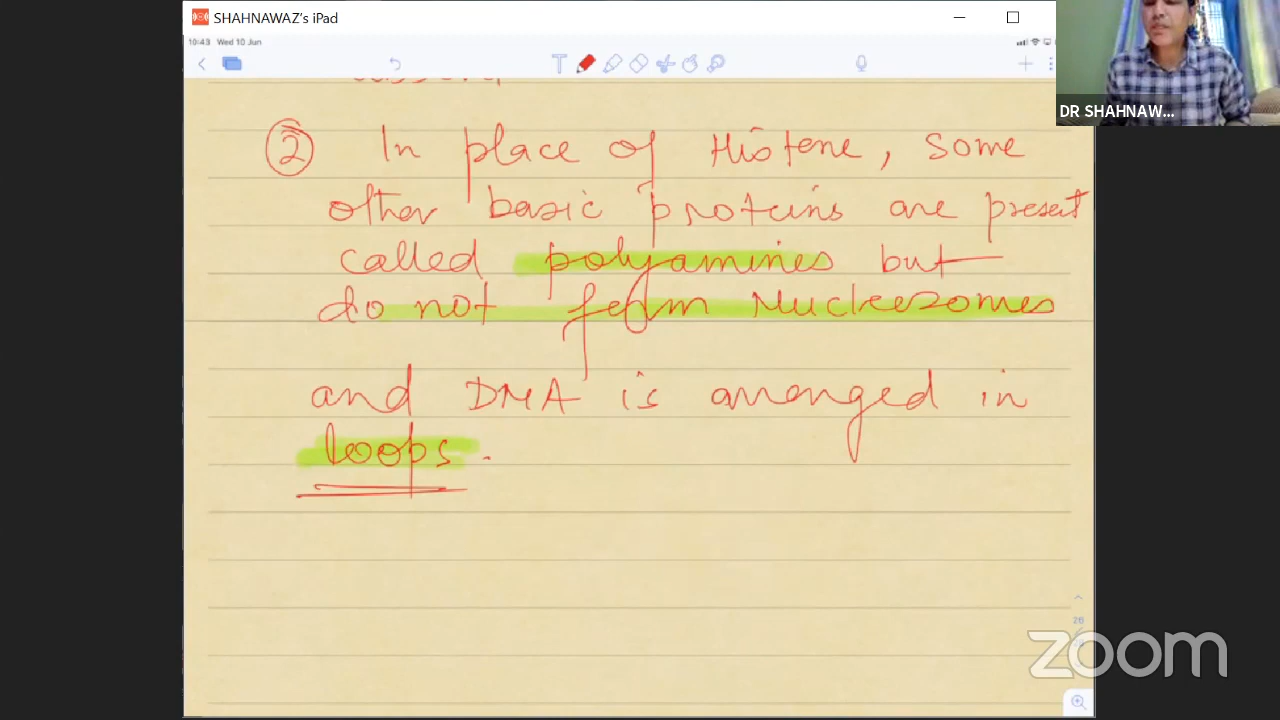 SHAHNAWAZ's iPad
10:43 Wed 10 Jun
DR SHAHNAW...
② In place of Histone, some
other basic proteins are present
called polyamines but
do not form Nucleosomes
and DNA is arranged in
loops.
zoom